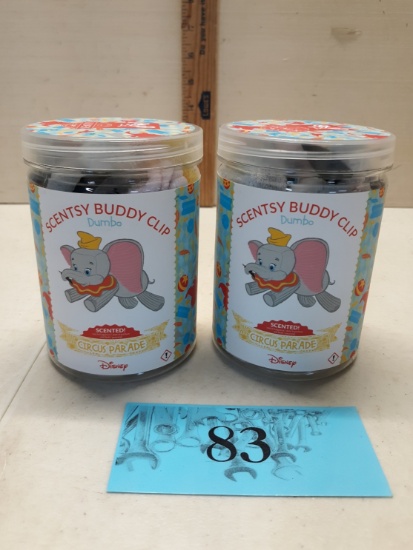 SCENTSY BUDDY CLIP
Dumbo
SCENTED!
CIRCUS PARADE
Disney
SCENTSY BUDDY CLIP
Dumbo
SCENTED!
CIRCUS PARADE
Disney
83